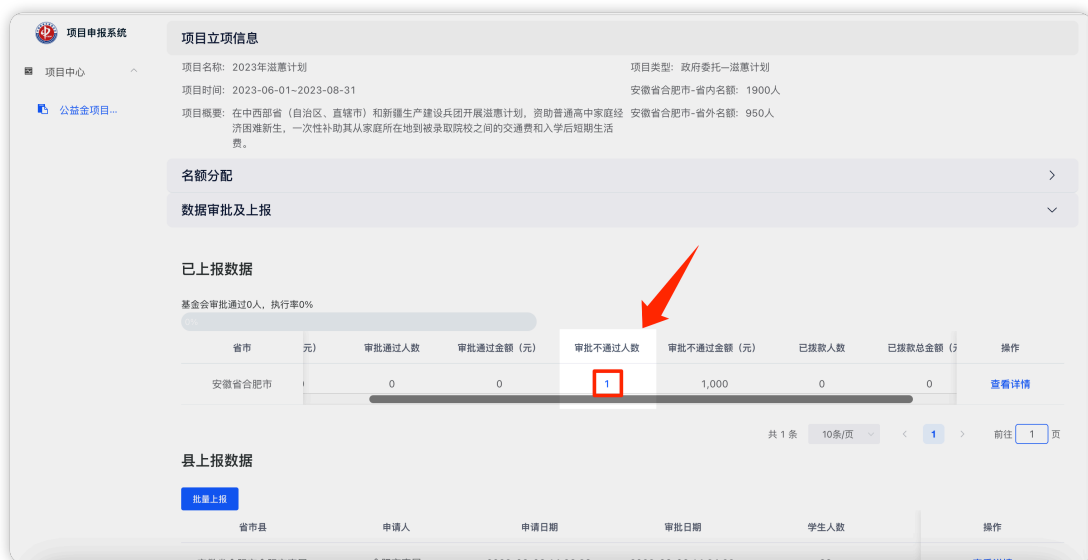 项目申报系统
项目中心
公益金项目...
项目立项信息
项目名称: 2023年滋蕙计划
项目类型: 政府委托—滋蕙计划
项目时间: 2023-06-01~2023-08-31
安徽省合肥市-省内名额: 1900人
项目概要: 在中西部省（自治区、直辖市）和新疆生产建设兵团开展滋蕙计划，资助普通高中家庭经
济困难新生，一次性补助其从家庭所在地到被录取院校之间的交通费和入学后短期生活
费。
安徽省合肥市-省外名额: 950人
名额分配
数据审批及上报
已上报数据
基金会审批通过0人，执行率0%
省市 元） 审批通过人数 审批通过金额（元） 审批不通过人数 审批不通过金额（元） 已拨款人数 已拨款总金额（ 操作
安徽省合肥市 0 0 1 1,000 0 0 查看详情
共 1 条 10条/页 1 前往 1 页
县上报数据
批量上报
省市县 申请人 申请日期 审批日期 学生人数 操作